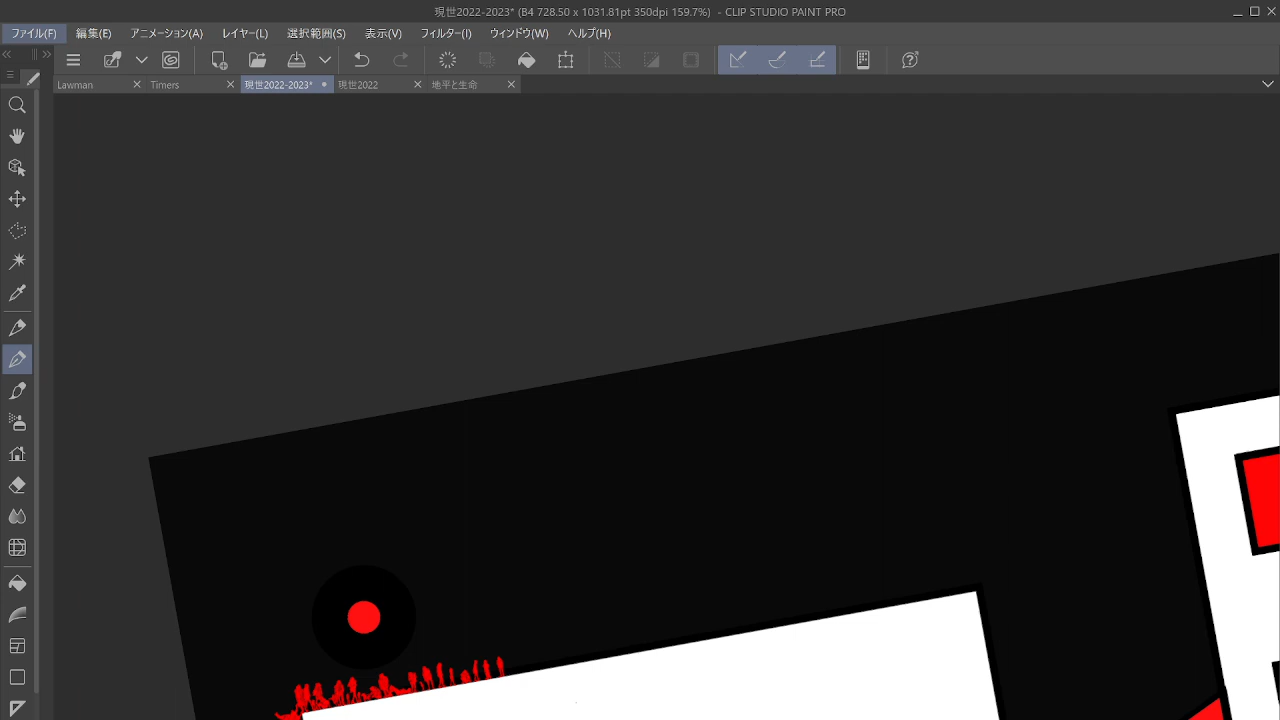 現世2022-2023* (B4 728.50 x 1031.81pt 350dpi 159.7%) - CLIP STUDIO PAINT PRO
ファイル(F) 編集(E) アニメーション(A) レイヤー(L) 選択範囲(S) 表示(V) フィルター(I) ウィンドウ(W) ヘルプ(H)
Lawman Timers 現世2022-2023* 現世2022 地平と生命